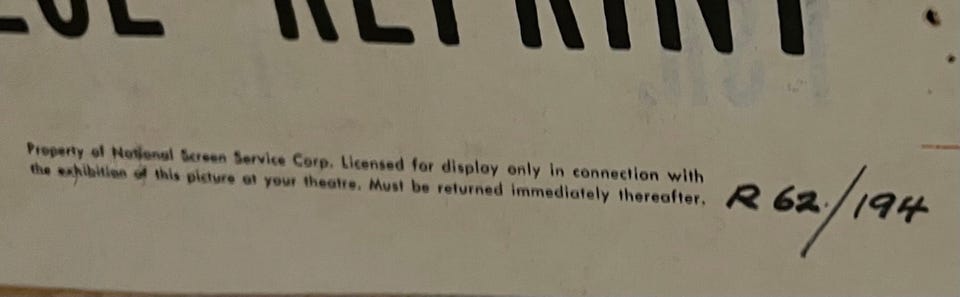 REPRINT
Property of National Screen Service Corp. Licensed for display only in connection with
the exhibition of this picture at your theatre. Must be returned immediately thereafter. R 62/194